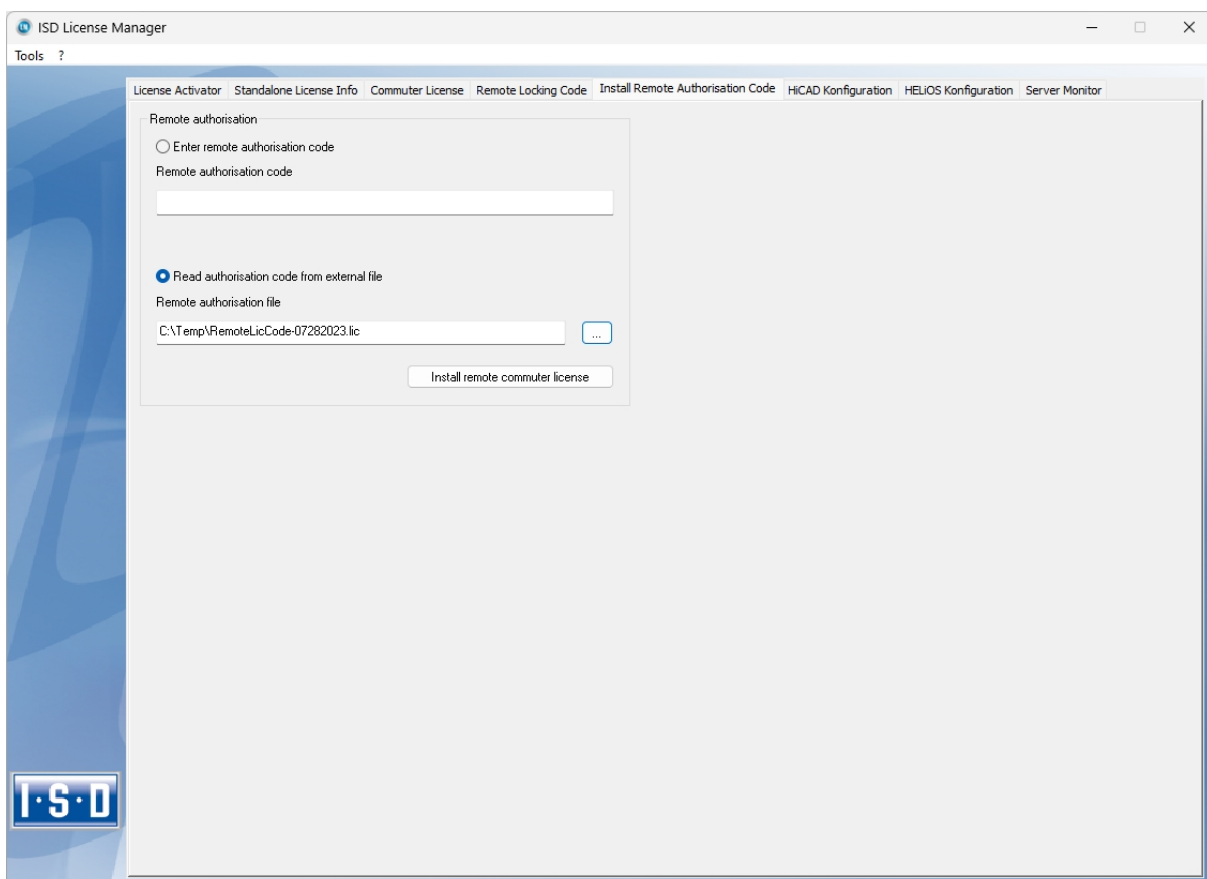 ISD License Manager
Tools ?
License Activator Standalone License Info Commuter License Remote Locking Code Install Remote Authorisation Code HiCAD Konfiguration HELiOS Konfiguration Server Monitor
Remote authorisation
Enter remote authorisation code
Remote authorisation code
Read authorisation code from external file
Remote authorisation file
C:\Temp\RemoteLicCode-07282023.lic
...
Install remote commuter license
I·S·D